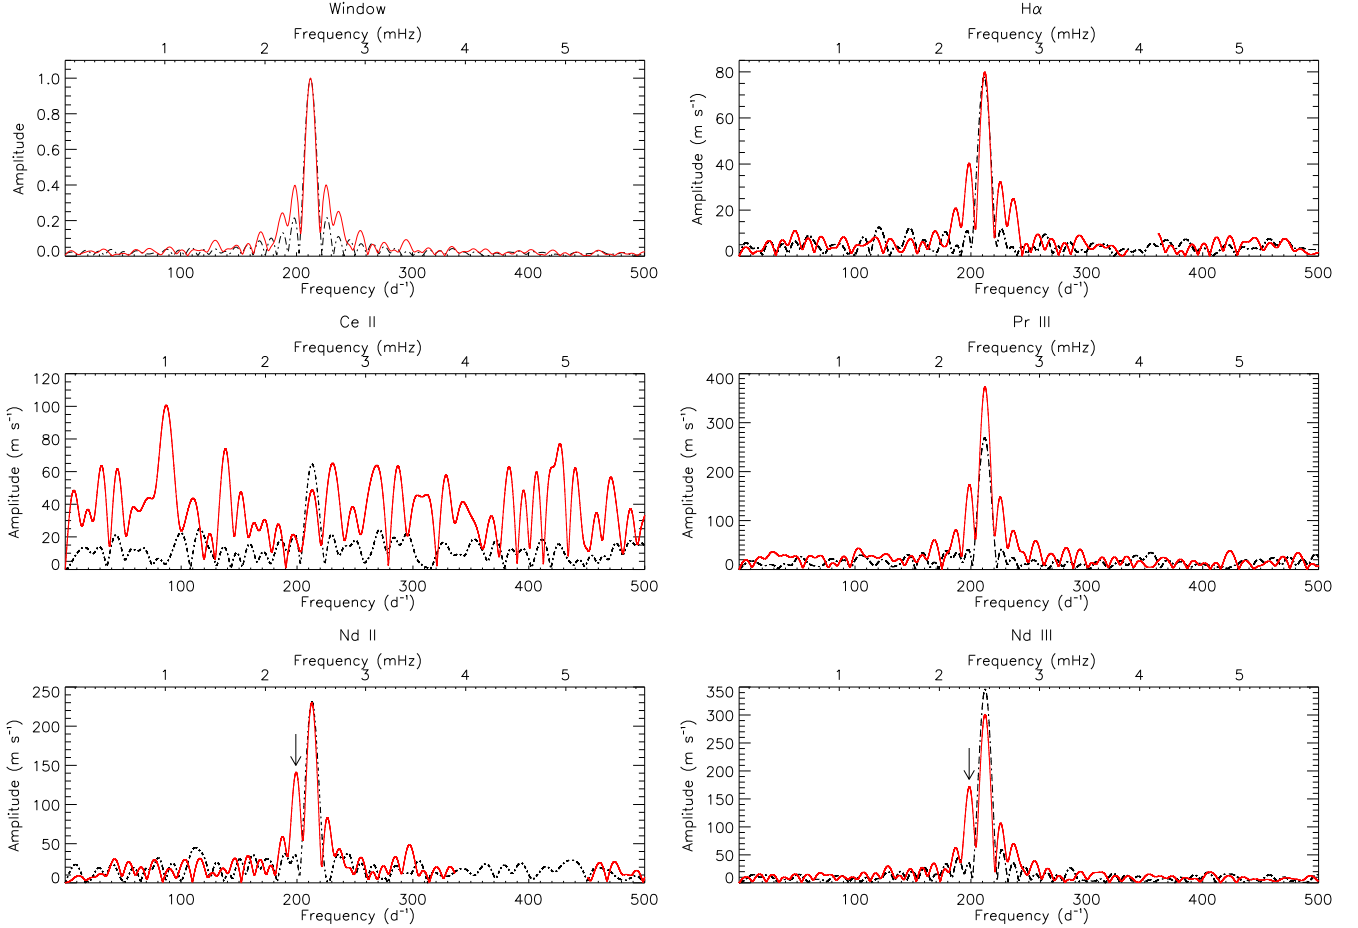 Window
Frequency (mHz)
1 2 3 4 5
Amplitude
1.0
0.8
0.6
0.4
0.2
0.0
100 200 300 400 500
Frequency (d⁻¹)
Hα
Frequency (mHz)
1 2 3 4 5
Amplitude (m s⁻¹)
80
60
40
20
0
100 200 300 400 500
Frequency (d⁻¹)
Ce II
Frequency (mHz)
1 2 3 4 5
Amplitude (m s⁻¹)
120
100
80
60
40
20
0
100 200 300 400 500
Frequency (d⁻¹)
Pr III
Frequency (mHz)
1 2 3 4 5
Amplitude (m s⁻¹)
400
300
200
100
0
100 200 300 400 500
Frequency (d⁻¹)
Nd II
Frequency (mHz)
1 2 3 4 5
Amplitude (m s⁻¹)
250
200
150
100
50
0
100 200 300 400 500
Frequency (d⁻¹)
Nd III
Frequency (mHz)
1 2 3 4 5
Amplitude (m s⁻¹)
350
300
250
200
150
100
50
0
100 200 300 400 500
Frequency (d⁻¹)